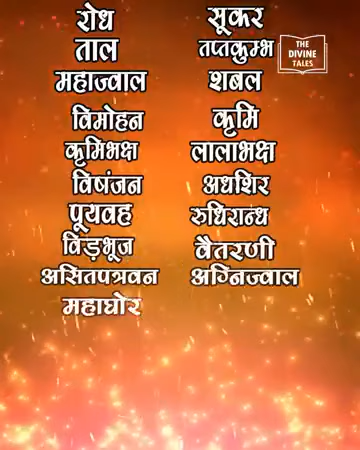 रोध सूकर
ताल तप्तकुम्भ
महाज्वाल शबल
विमोहन कृमि
कृमिभक्ष लालाभक्ष
विषंजन अधशिर
पूयवह रुधिरान्ध
विड़भूज वैतरणी
असितपत्रवन अग्निज्वाल
महाघोर
THE
DIVINE
TALES